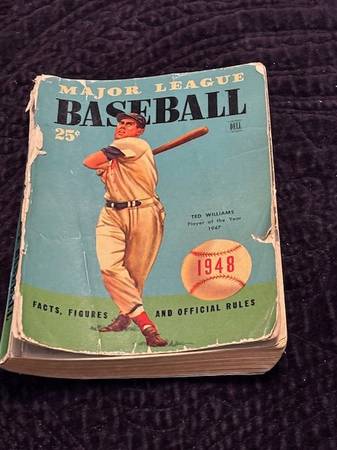 MAJOR LEAGUE
BASEBALL
25¢
DELL
TED WILLIAMS
Player of the Year
1947
1948
FACTS, FIGURES AND OFFICIAL RULES